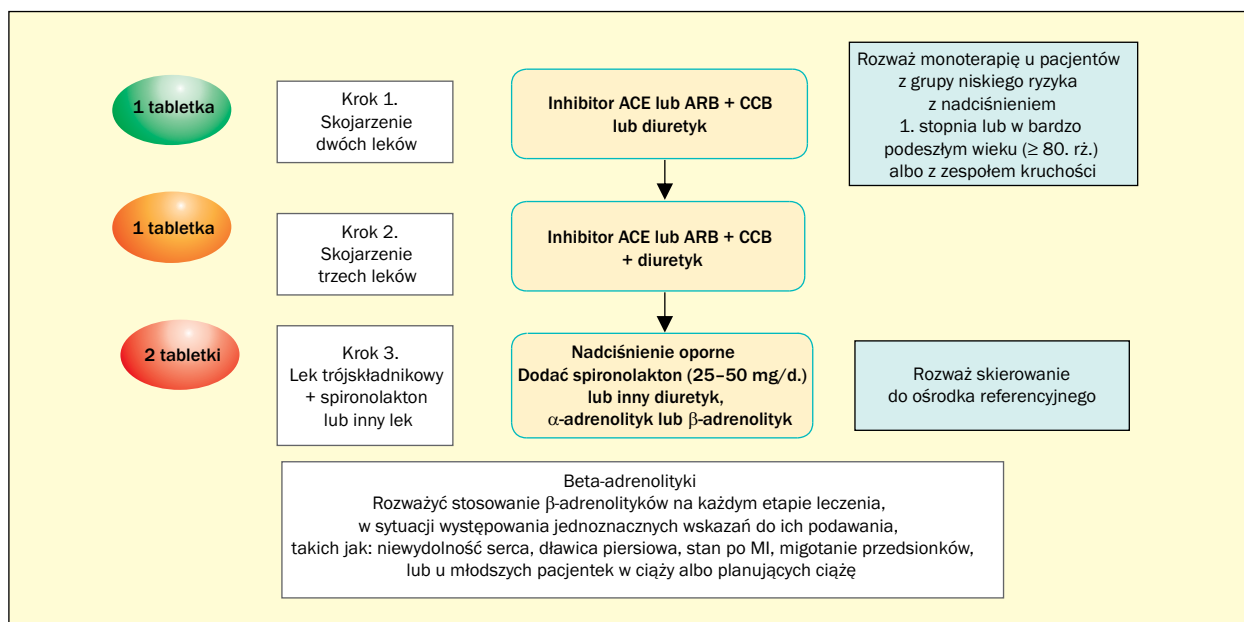 1 tabletka
Krok 1.
Skojarzenie
dwóch leków
Inhibitor ACE lub ARB + CCB
lub diuretyk
Rozważ monoterapię u pacjentów
z grupy niskiego ryzyka
z nadciśnieniem
1. stopnia lub w bardzo
podeszłym wieku (≥ 80. rż.)
albo z zespołem kruchości
1 tabletka
Krok 2.
Skojarzenie
trzech leków
Inhibitor ACE lub ARB + CCB
+ diuretyk
2 tabletki
Krok 3.
Lek trójskładnikowy
+ spironolakton
lub inny lek
Nadciśnienie oporne
Dodać spironolakton (25–50 mg/d.)
lub inny diuretyk,
α-adrenolityk lub β-adrenolityk
Rozważ skierowanie
do ośrodka referencyjnego
Beta-adrenolityki
Rozważyć stosowanie β-adrenolityków na każdym etapie leczenia,
w sytuacji występowania jednoznacznych wskazań do ich podawania,
takich jak: niewydolność serca, dławica piersiowa, stan po MI, migotanie przedsionków,
lub u młodszych pacjentek w ciąży albo planujących ciążę